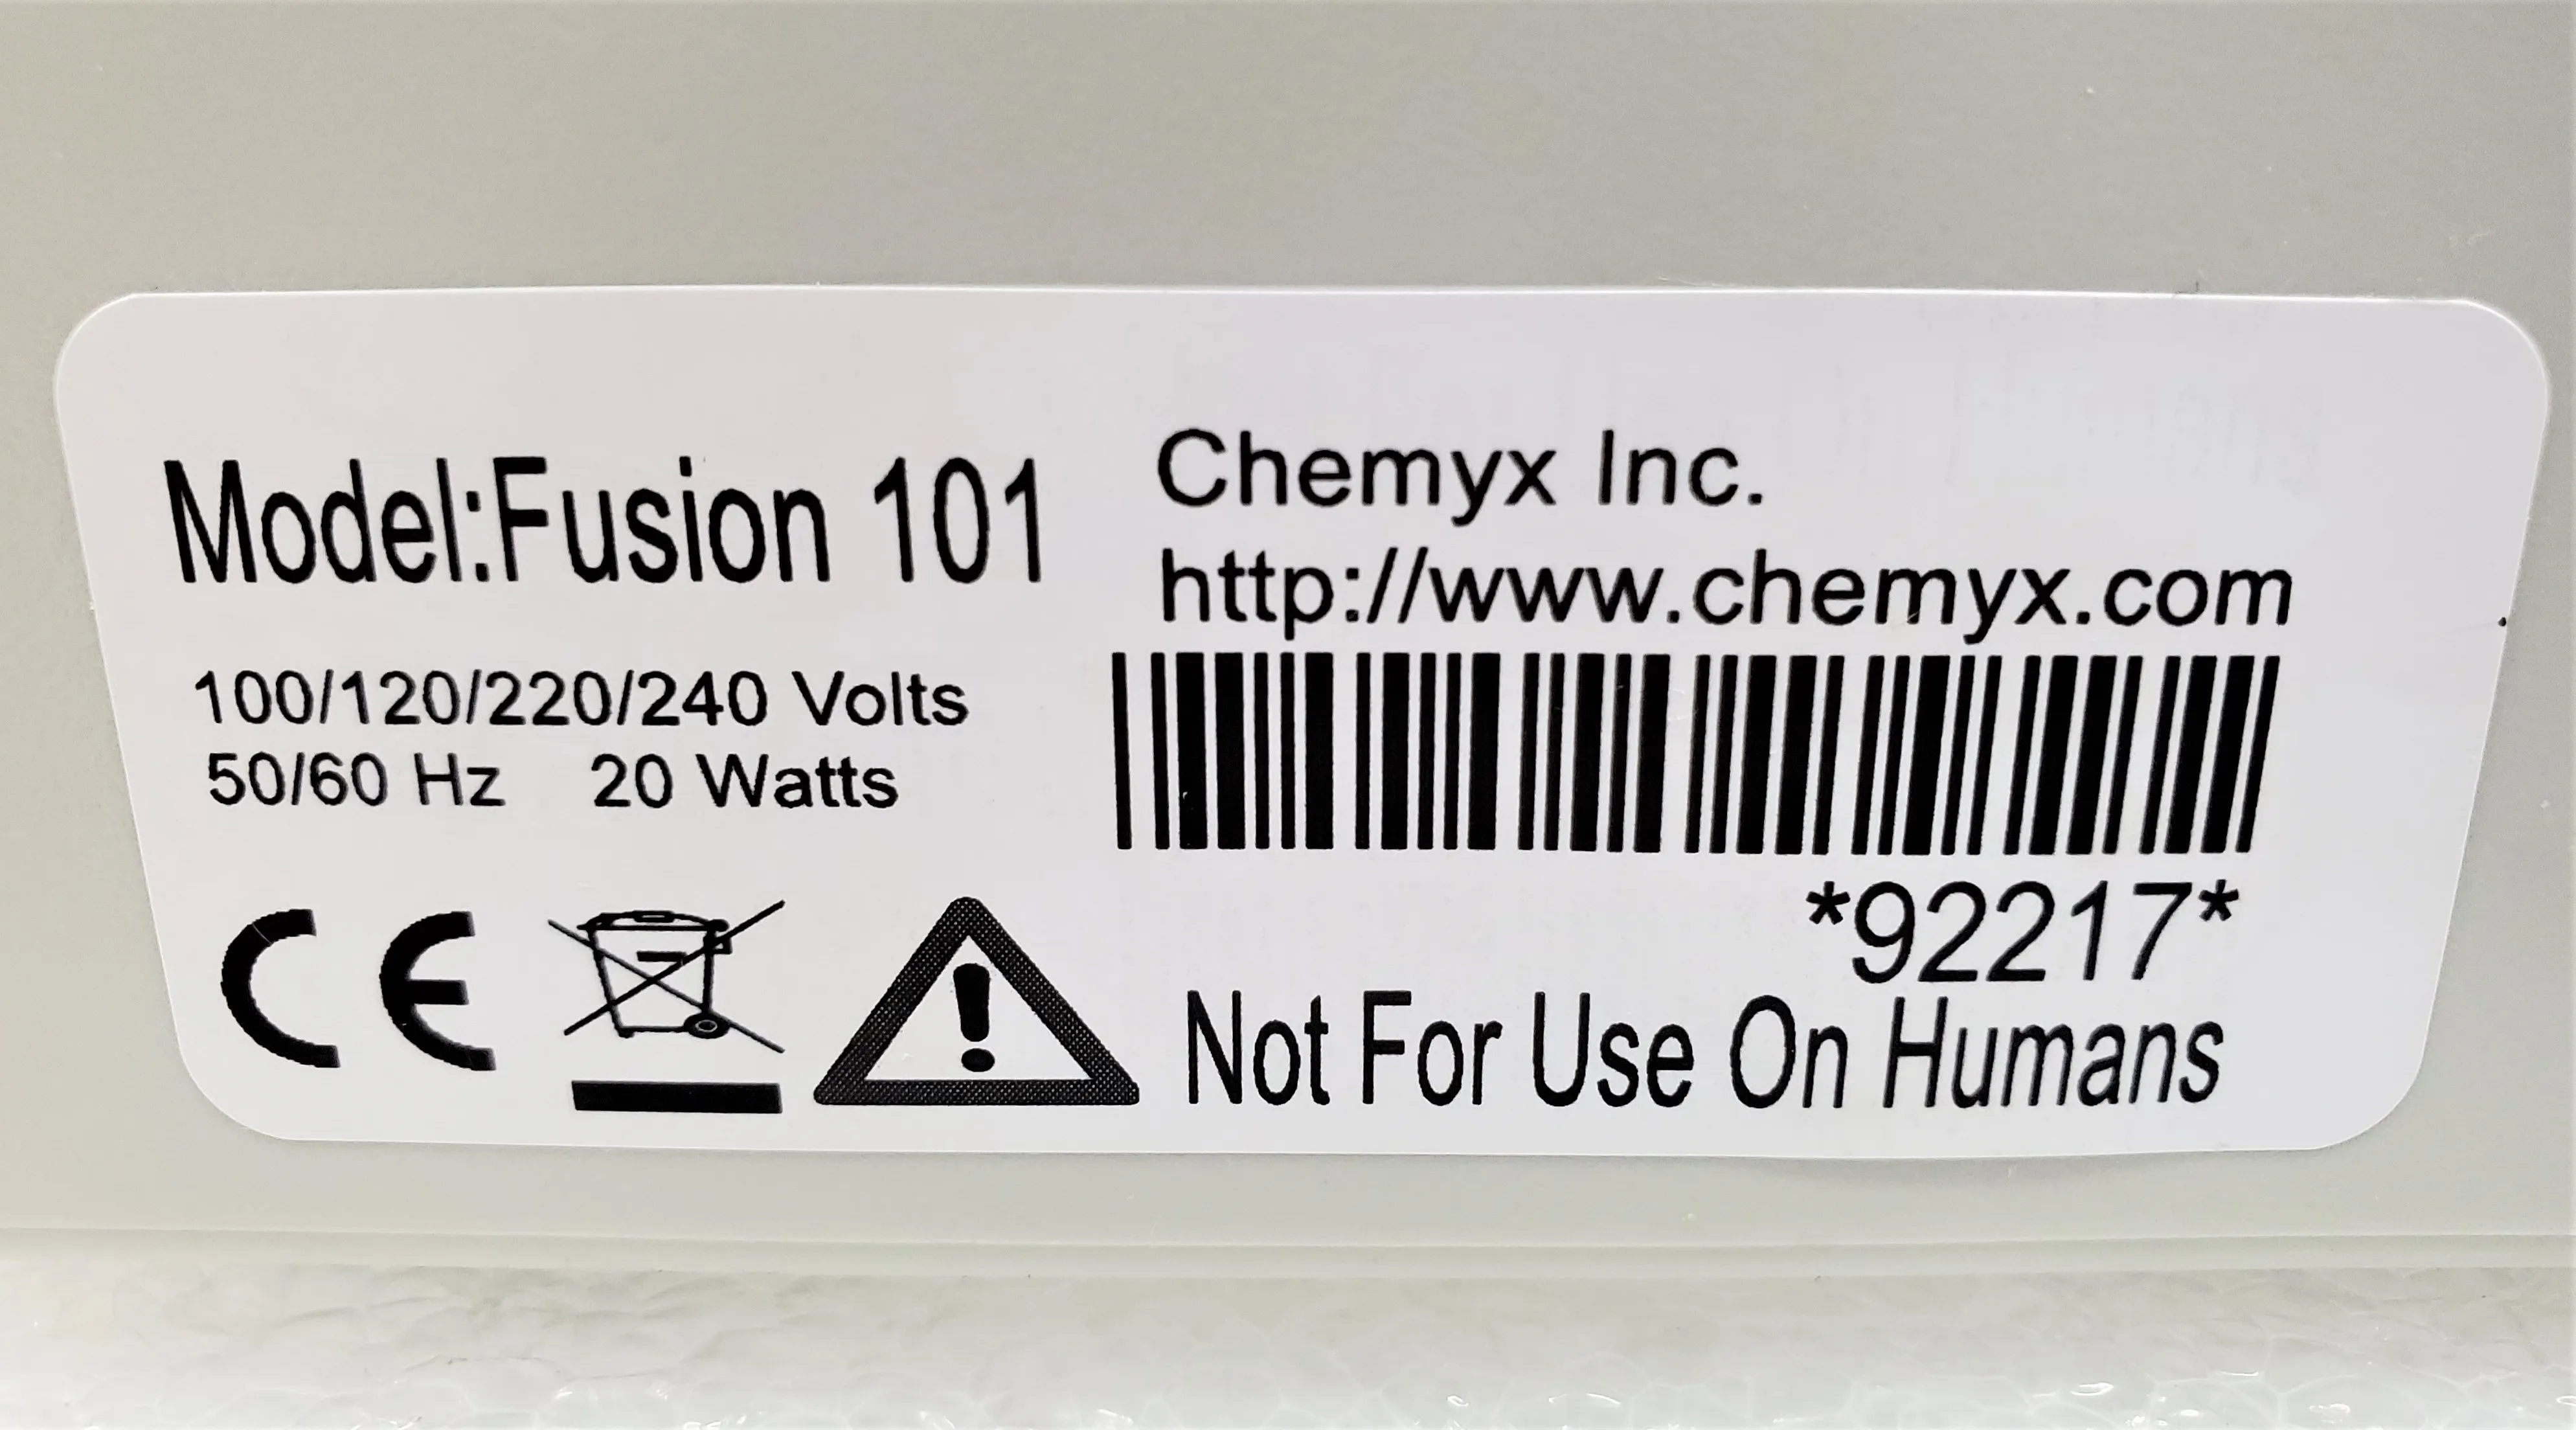 Model:Fusion 101
100/120/220/240 Volts
50/60 Hz 20 Watts
CE
Chemyx Inc.
http://www.chemyx.com
*92217*
Not For Use On Humans